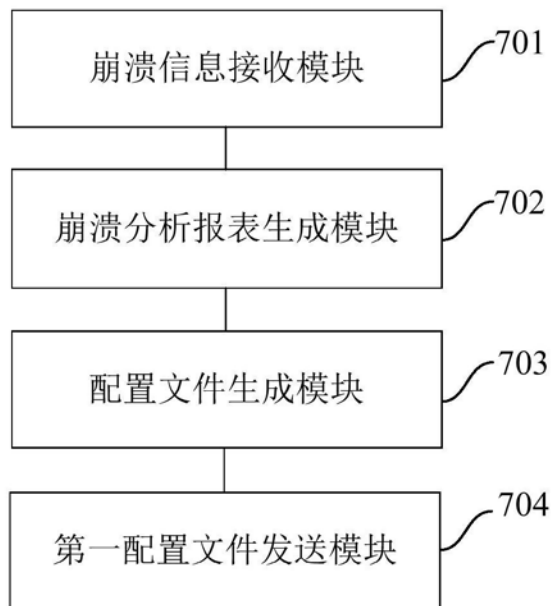 崩溃信息接收模块
701
崩溃分析报表生成模块
702
配置文件生成模块
703
第一配置文件发送模块
704